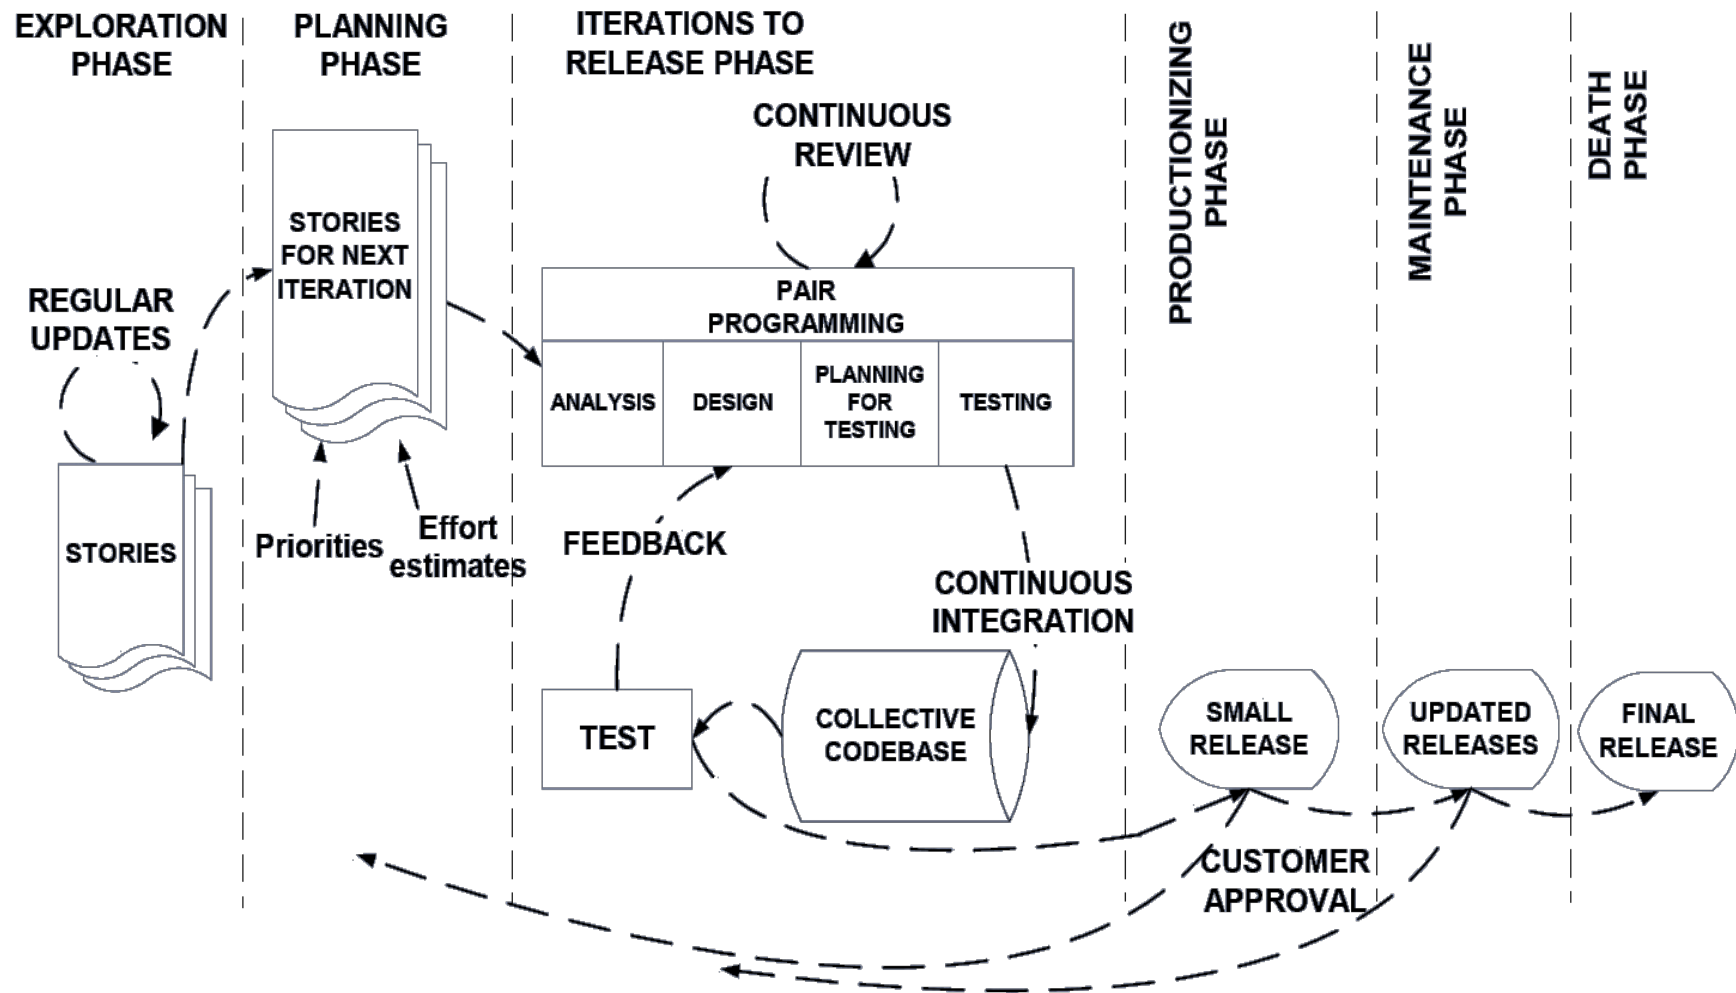 EXPLORATION
PHASE
PLANNING
PHASE
ITERATIONS TO
RELEASE PHASE
PRODUCTIONIZING
PHASE
MAINTENANCE
PHASE
DEATH
PHASE
CONTINUOUS
REVIEW
STORIES
FOR NEXT
ITERATION
REGULAR
UPDATES
PAIR
PROGRAMMING
ANALYSIS
DESIGN
PLANNING
FOR
TESTING
TESTING
STORIES
Priorities
Effort
estimates
FEEDBACK
CONTINUOUS
INTEGRATION
TEST
COLLECTIVE
CODEBASE
SMALL
RELEASE
UPDATED
RELEASES
FINAL
RELEASE
CUSTOMER
APPROVAL